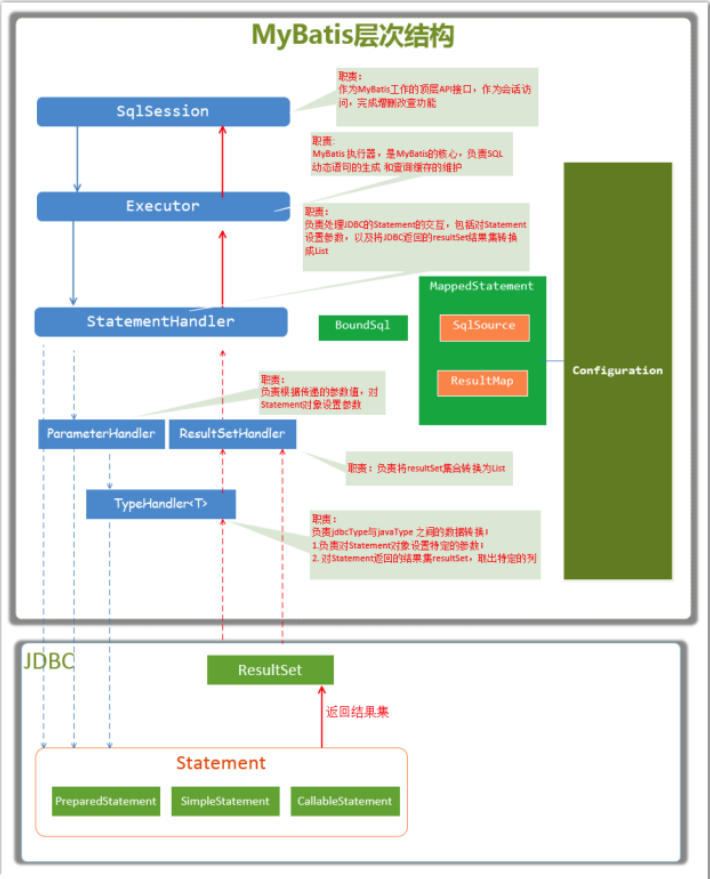 MyBatis层次结构
职责：
作为MyBatis工作的顶层API接口，作为会话访
问，完成增删改查功能
SqlSession
职责:
MyBatis 执行器，是MyBatis的核心，负责SQL
动态语句的生成 和查询缓存的维护
Executor
职责：
负责处理JDBC的Statement的交互，包括对Statement
设置参数，以及将JDBC返回的resultSet结果集转换
成List
StatementHandler
BoundSql
MappedStatement
SqlSource
ResultMap
Configuration
职责：
负责根据传递的参数值，对
Statement对象设置参数
ParameterHandler
ResultSetHandler
职责：负责将resultSet集合转换为List
TypeHandler<T>
职责：
负责jdbcType与javaType 之间的数据转换：
1.负责对Statement对象设置特定的参数；
2. 对Statement返回的结果集resultSet，取出特定的列
JDBC
ResultSet
返回结果集
Statement
PreparedStatement
SimpleStatement
CallableStatement